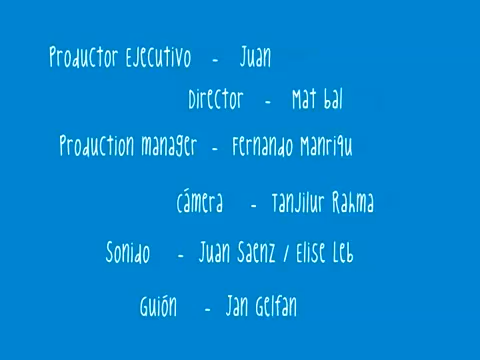 Productor Ejecutivo - Juan
Director - Mat bal
Production manager - Fernando Manriqu
Cámera - Tanjilur Rahma
Sonido - Juan Saenz / Elise Leb
Guión - Jan Gelfan